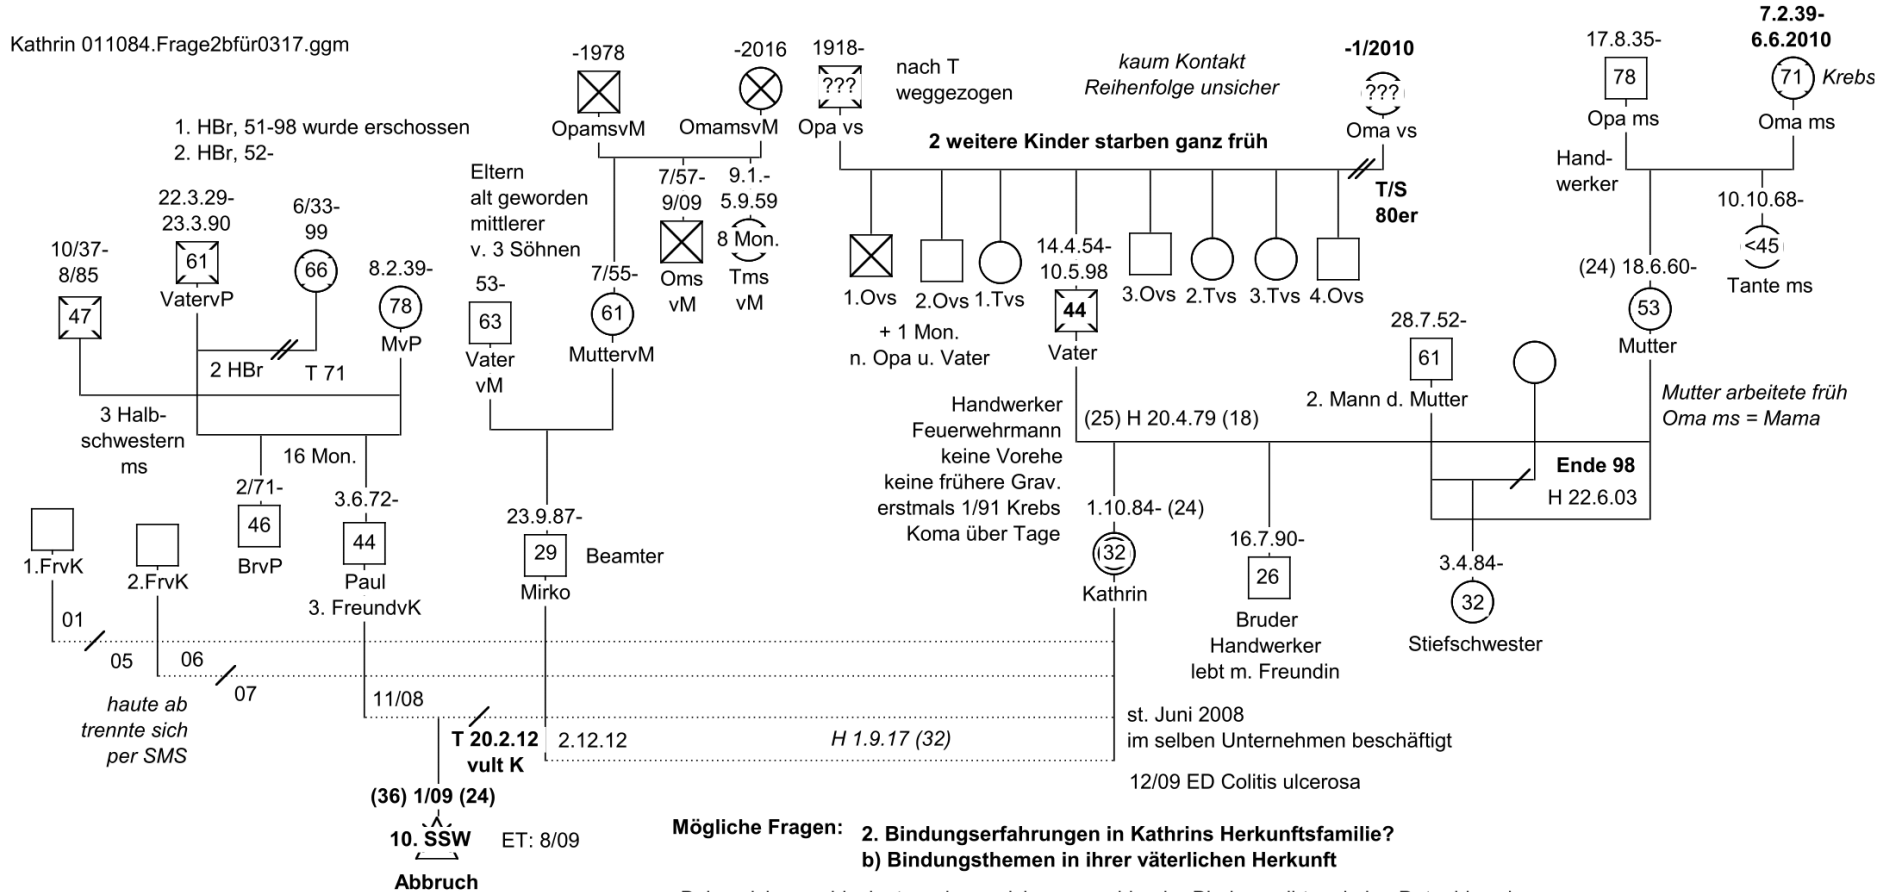 Kathrin 011084.Frage2bfür0317.ggm
1. HBr, 51-98 wurde erschossen
2. HBr, 52-
22.3.29-
23.3.90
61
VatervP
6/33-
99
66
10/37-
8/85
47
8.2.39-
78
MvP
2 HBr
T 71
3 Halb-
schwestern
ms
16 Mon.
2/71-
46
BrvP
3.6.72-
44
Paul
3. FreundvK
1.FrvK
2.FrvK
01
05
06
07
haute ab
trennte sich
per SMS
11/08
T 20.2.12
vult K
(36) 1/09 (24)
10. SSW
ET: 8/09
Abbruch
-1978
OpamsvM
-2016
OmamsvM
Eltern
alt geworden
mittlerer
v. 3 Söhnen
7/57-
9/09
Oms
vM
9.1.-
5.9.59
8 Mon.
Tms
vM
53-
63
Vater
vM
7/55-
61
MuttervM
23.9.87-
29
Mirko
Beamter
2.12.12
H 1.9.17 (32)
1918-
???
Opa vs
nach T
weggezogen
kaum Kontakt
Reihenfolge unsicher
-1/2010
???
Oma vs
2 weitere Kinder starben ganz früh
T/S
80er
1.Ovs
+ 1 Mon.
n. Opa u. Vater
2.Ovs
1.Tvs
14.4.54-
10.5.98
44
Vater
3.Ovs
2.Tvs
3.Tvs
4.Ovs
Handwerker
Feuerwehrmann
keine Vorehe
keine frühere Grav.
erstmals 1/91 Krebs
Koma über Tage
(25) H 20.4.79 (18)
1.10.84- (24)
32
Kathrin
16.7.90-
26
Bruder
Handwerker
lebt m. Freundin
28.7.52-
61
2. Mann d. Mutter
17.8.35-
78
Opa ms
7.2.39-
6.6.2010
71
Krebs
Oma ms
Hand-
werker
10.10.68-
<45
Tante ms
(24) 18.6.60-
53
Mutter
Mutter arbeitete früh
Oma ms = Mama
Ende 98
H 22.6.03
3.4.84-
32
Stiefschwester
st. Juni 2008
im selben Unternehmen beschäftigt
12/09 ED Colitis ulcerosa
Mögliche Fragen:
2. Bindungserfahrungen in Kathrins Herkunftsfamilie?
b) Bindungsthemen in ihrer väterlichen Herkunft